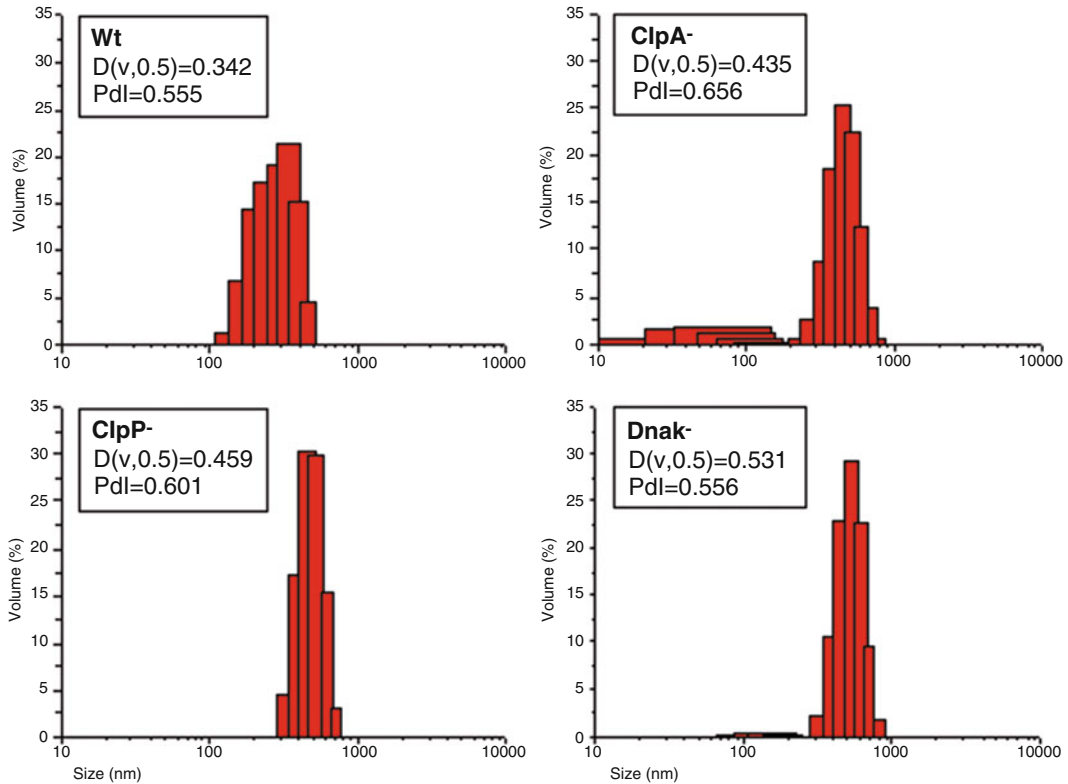 Wt
D(v,0.5)=0.342
PdI=0.555
35
30
25
20
15
10
5
0
Volume (%)
10 100 1000 10000
ClpA-
D(v,0.5)=0.435
PdI=0.656
35
30
25
20
15
10
5
0
Volume (%)
10 100 1000 10000
ClpP-
D(v,0.5)=0.459
PdI=0.601
35
30
25
20
15
10
5
0
Volume (%)
10 100 1000 10000
Size (nm)
Dnak-
D(v,0.5)=0.531
PdI=0.556
35
30
25
20
15
10
5
0
Volume (%)
10 100 1000 10000
Size (nm)